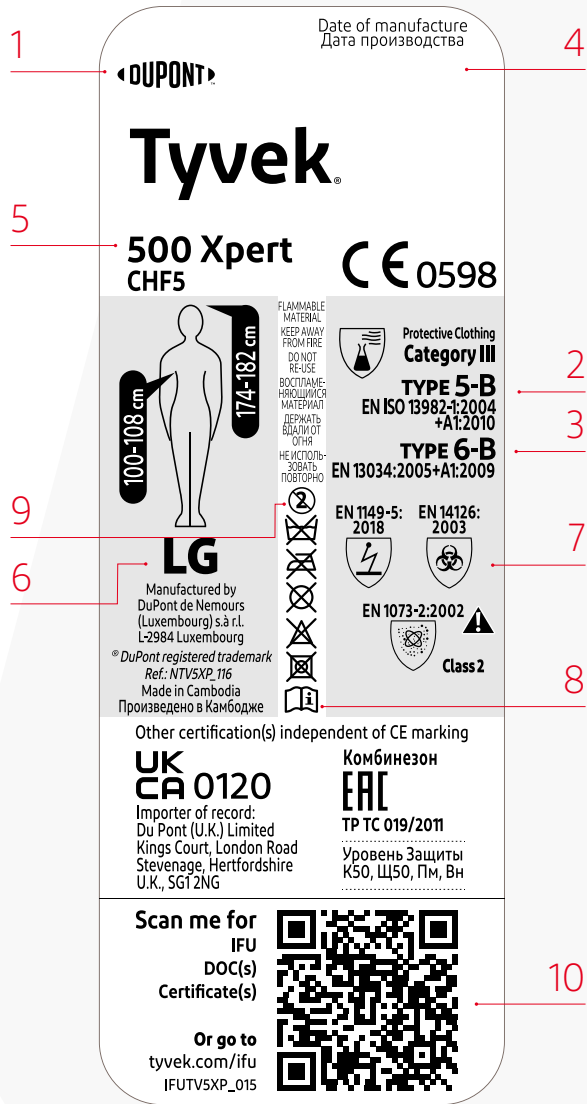 Date of manufacture
Дата производства
1
4
DUPONT™
Tyvek®
5
500 Xpert
CHF5
CE 0598
174-182 cm
100-108 cm
FLAMMABLE
MATERIAL
KEEP AWAY
FROM FIRE
DO NOT
RE-USE
ВОСПЛАМЕ-
НЯЮЩИЙСЯ
МАТЕРИАЛ
ДЕРЖАТЬ
ВДАЛИ ОТ
ОГНЯ
НЕ ИСПОЛЬ-
ЗОВАТЬ
ПОВТОРНО
2
Protective Clothing
Category III
2
TYPE 5-B
EN ISO 13982-1:2004
+A1:2010
3
TYPE 6-B
EN 13034:2005+A1:2009
9
EN 1149-5:
2018
EN 14126:
2003
7
EN 1073-2:2002
Class 2
8
6
LG
Manufactured by
DuPont de Nemours
(Luxembourg) s.à r.l.
L-2984 Luxembourg
® DuPont registered trademark
Ref.: NTV5XP_116
Made in Cambodia
Произведено в Камбодже
Other certification(s) independent of CE marking
UK
CA 0120
Importer of record:
Du Pont (U.K.) Limited
Kings Court, London Road
Stevenage, Hertfordshire
U.K., SG1 2NG
Комбинезон
EAC
ТР ТС 019/2011
Уровень Защиты
К50, Щ50, Пм, Вн
Scan me for
IFU
DOC(s)
Certificate(s)
Or go to
tyvek.com/ifu
IFUTV5XP_015
10